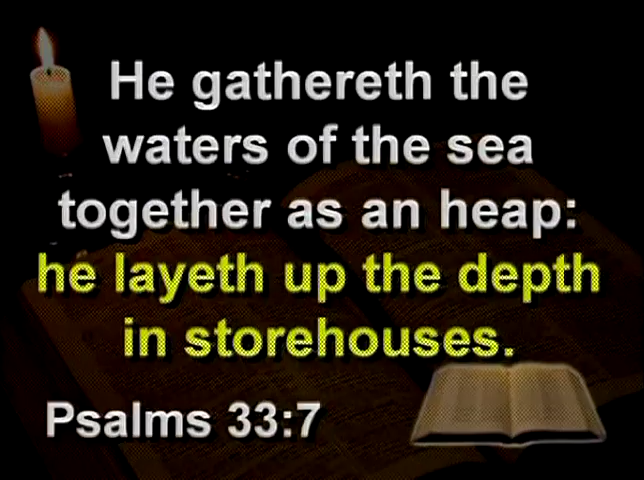 He gathereth the
waters of the sea
together as an heap:
he layeth up the depth
in storehouses.
Psalms 33:7